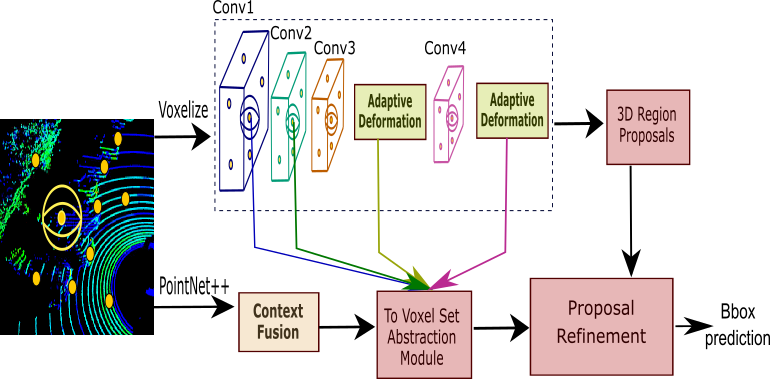 Conv1
Conv2
Conv3
Conv4
Voxelize
Adaptive
Deformation
Adaptive
Deformation
3D Region
Proposals
PointNet++
Context
Fusion
To Voxel Set
Abstraction
Module
Proposal
Refinement
Bbox
prediction